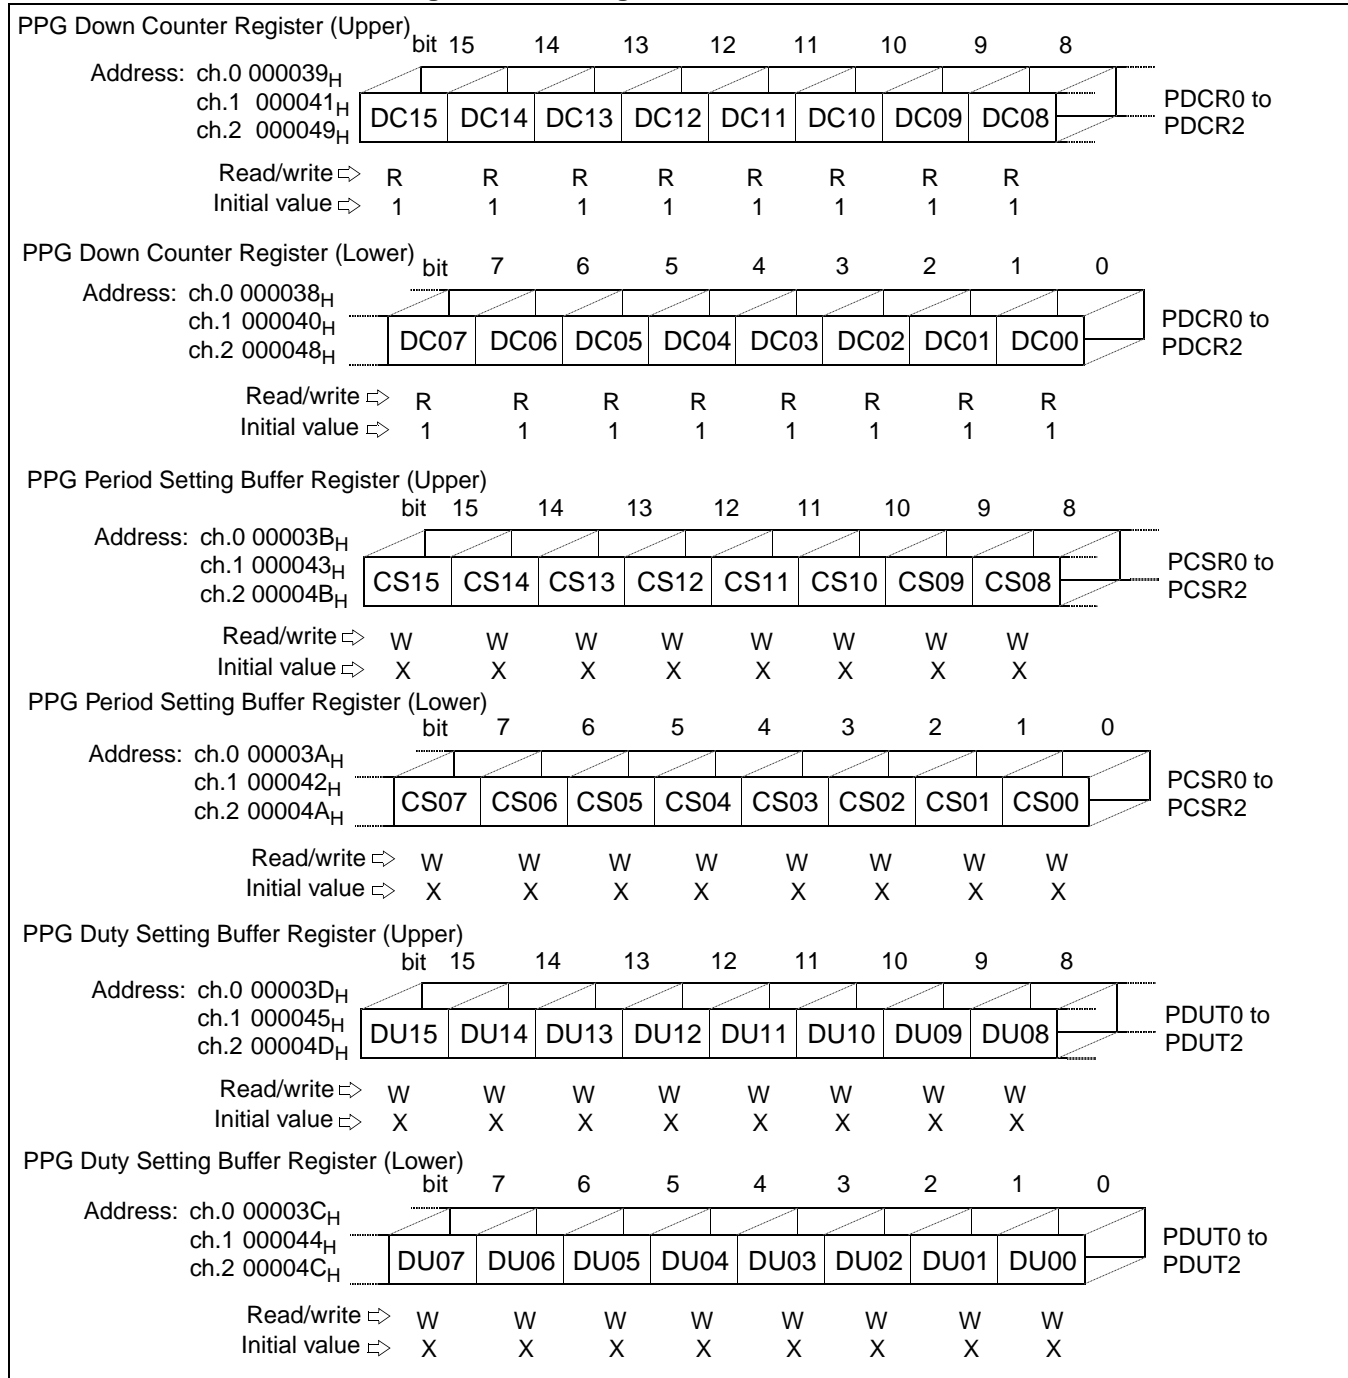 PPG Down Counter Register (Upper)
bit 15 14 13 12 11 10 9 8
Address: ch.0 000039H
ch.1 000041H
ch.2 000049H
DC15 DC14 DC13 DC12 DC11 DC10 DC09 DC08
PDCR0 to
PDCR2
Read/write ⇨ R R R R R R R R
Initial value ⇨ 1 1 1 1 1 1 1 1
PPG Down Counter Register (Lower)
bit 7 6 5 4 3 2 1 0
Address: ch.0 000038H
ch.1 000040H
ch.2 000048H
DC07 DC06 DC05 DC04 DC03 DC02 DC01 DC00
PDCR0 to
PDCR2
Read/write ⇨ R R R R R R R R
Initial value ⇨ 1 1 1 1 1 1 1 1
PPG Period Setting Buffer Register (Upper)
bit 15 14 13 12 11 10 9 8
Address: ch.0 00003BH
ch.1 000043H
ch.2 00004BH
CS15 CS14 CS13 CS12 CS11 CS10 CS09 CS08
PCSR0 to
PCSR2
Read/write ⇨ W W W W W W W W
Initial value ⇨ X X X X X X X X
PPG Period Setting Buffer Register (Lower)
bit 7 6 5 4 3 2 1 0
Address: ch.0 00003AH
ch.1 000042H
ch.2 00004AH
CS07 CS06 CS05 CS04 CS03 CS02 CS01 CS00
PCSR0 to
PCSR2
Read/write ⇨ W W W W W W W W
Initial value ⇨ X X X X X X X X
PPG Duty Setting Buffer Register (Upper)
bit 15 14 13 12 11 10 9 8
Address: ch.0 00003DH
ch.1 000045H
ch.2 00004DH
DU15 DU14 DU13 DU12 DU11 DU10 DU09 DU08
PDUT0 to
PDUT2
Read/write ⇨ W W W W W W W W
Initial value ⇨ X X X X X X X X
PPG Duty Setting Buffer Register (Lower)
bit 7 6 5 4 3 2 1 0
Address: ch.0 00003CH
ch.1 000044H
ch.2 00004CH
DU07 DU06 DU05 DU04 DU03 DU02 DU01 DU00
PDUT0 to
PDUT2
Read/write ⇨ W W W W W W W W
Initial value ⇨ X X X X X X X X